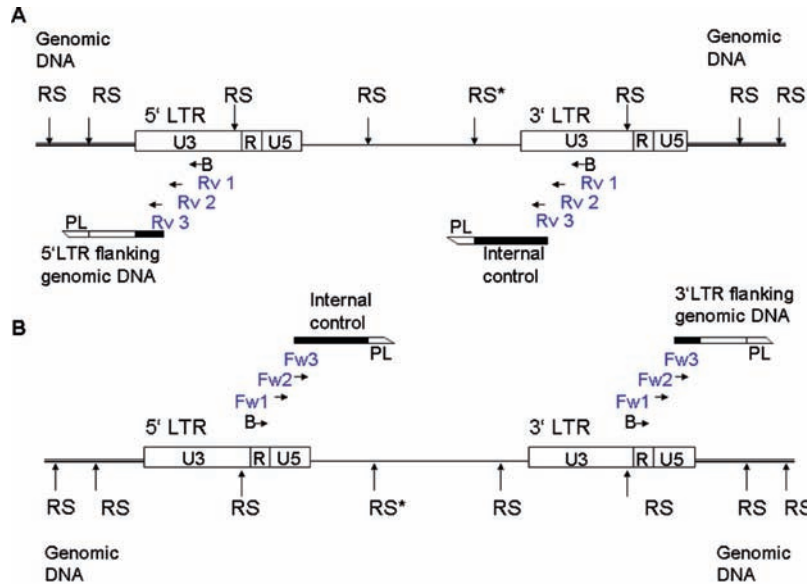 A
Genomic
DNA
Genomic
DNA
RS RS RS RS RS* RS RS RS
5‘ LTR 3‘ LTR
U3 R U5 U3 R U5
B B
Rv 1 Rv 1
Rv 2 Rv 2
Rv 3 Rv 3
PL PL
5‘LTR flanking
genomic DNA
Internal
control
B
Internal
control
3‘LTR flanking
genomic DNA
PL PL
Fw3 Fw3
Fw2 Fw2
Fw1 Fw1
B B
5‘ LTR 3‘ LTR
U3 R U5 U3 R U5
RS RS RS RS* RS RS RS RS
Genomic
DNA
Genomic
DNA